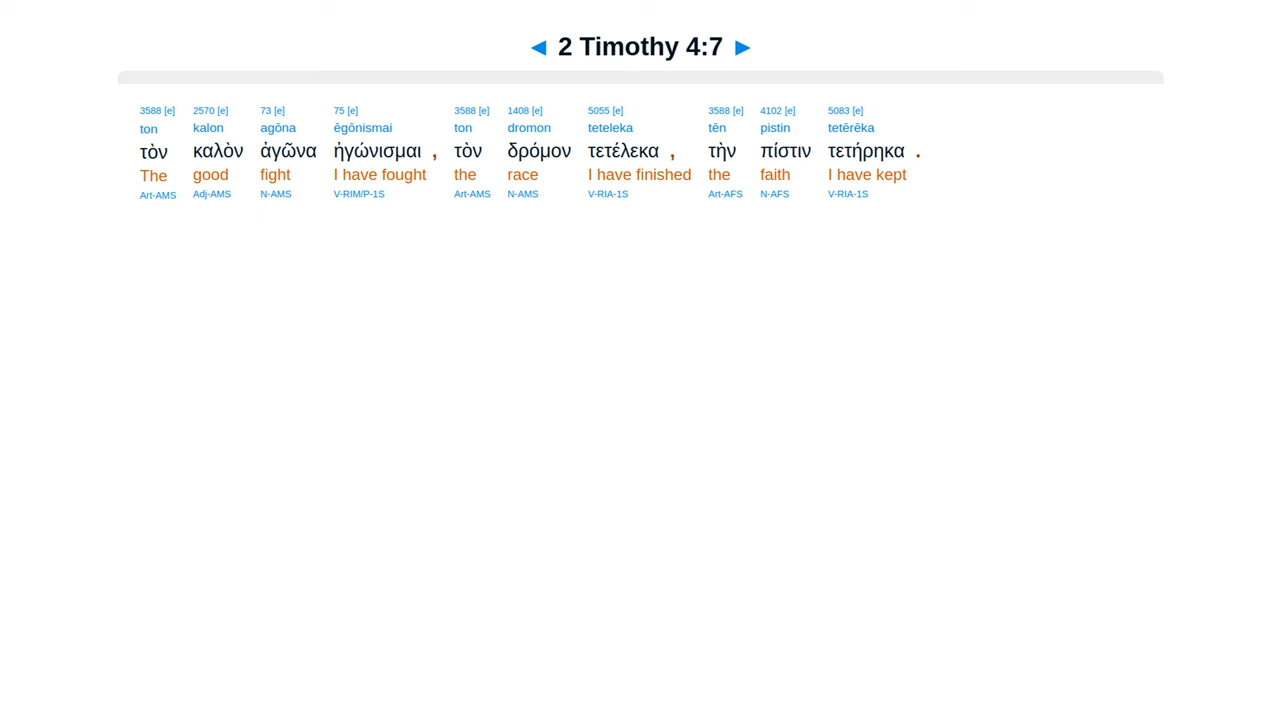 ◄ 2 Timothy 4:7 ►
3588 [e] 2570 [e] 73 [e] 75 [e] 3588 [e] 1408 [e] 5055 [e] 3588 [e] 4102 [e] 5083 [e]
ton kalon agōna ēgōnismai ton dromon teteleka tēn pistin tetērēka
τὸν καλὸν ἀγῶνα ἠγώνισμαι , τὸν δρόμον τετέλεκα , τὴν πίστιν τετήρηκα .
The good fight I have fought the race I have finished the faith I have kept
Art-AMS Adj-AMS N-AMS V-RIM/P-1S Art-AMS N-AMS V-RIA-1S Art-AFS N-AFS V-RIA-1S